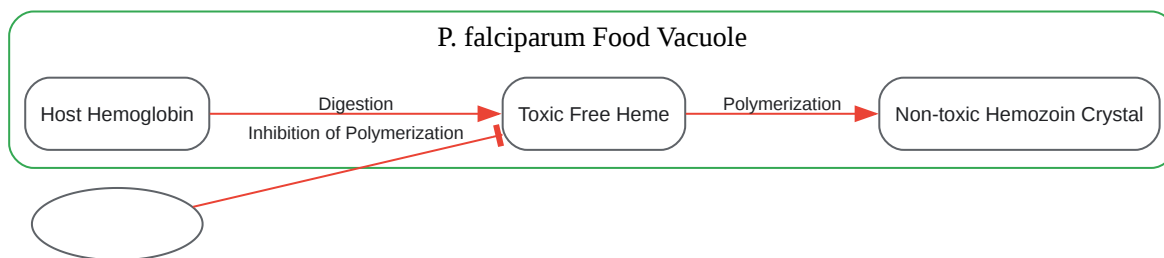 P. falciparum Food Vacuole
Host Hemoglobin
Digestion
Inhibition of Polymerization
Toxic Free Heme
Polymerization
Non-toxic Hemozoin Crystal